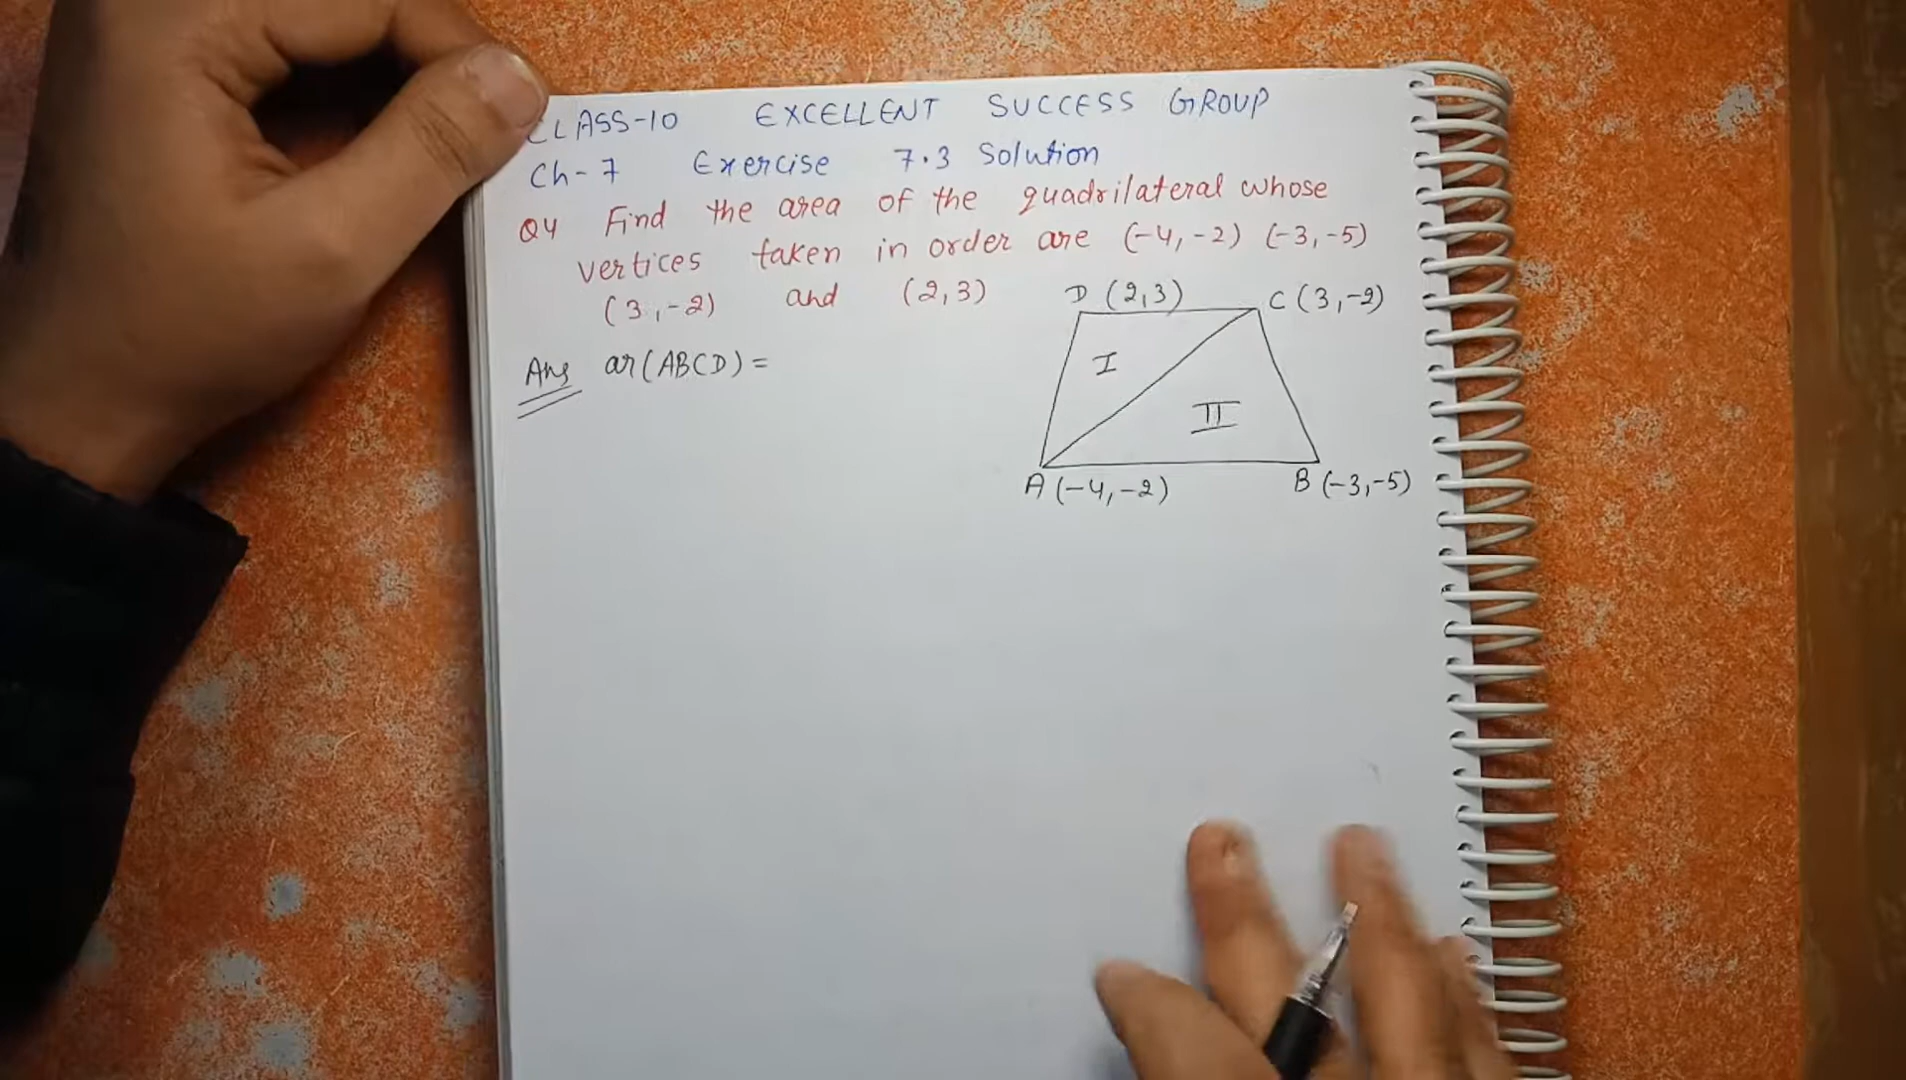 CLASS-10 EXCELLENT SUCCESS GROUP
Ch-7 Exercise 7.3 Solution
Q4 Find the area of the quadrilateral whose
vertices taken in order are (-4,-2) (-3,-5)
(3,-2) and (2,3)
D (2,3) C (3,-2)
Ans ar(ABCD) =
I
II
A (-4,-2) B (-3,-5)